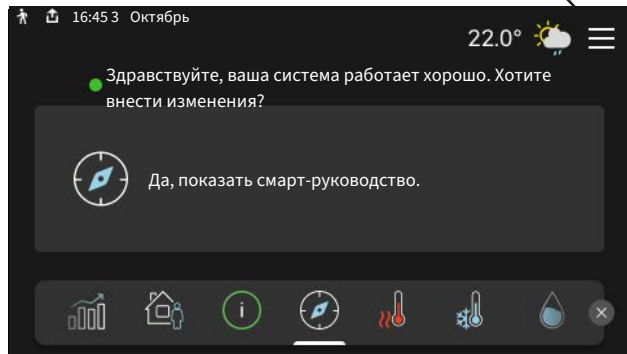 16:45 3 Октябрь
22.0°
Здравствуйте, ваша система работает хорошо. Хотите
внести изменения?
Да, показать смарт-руководство.
i